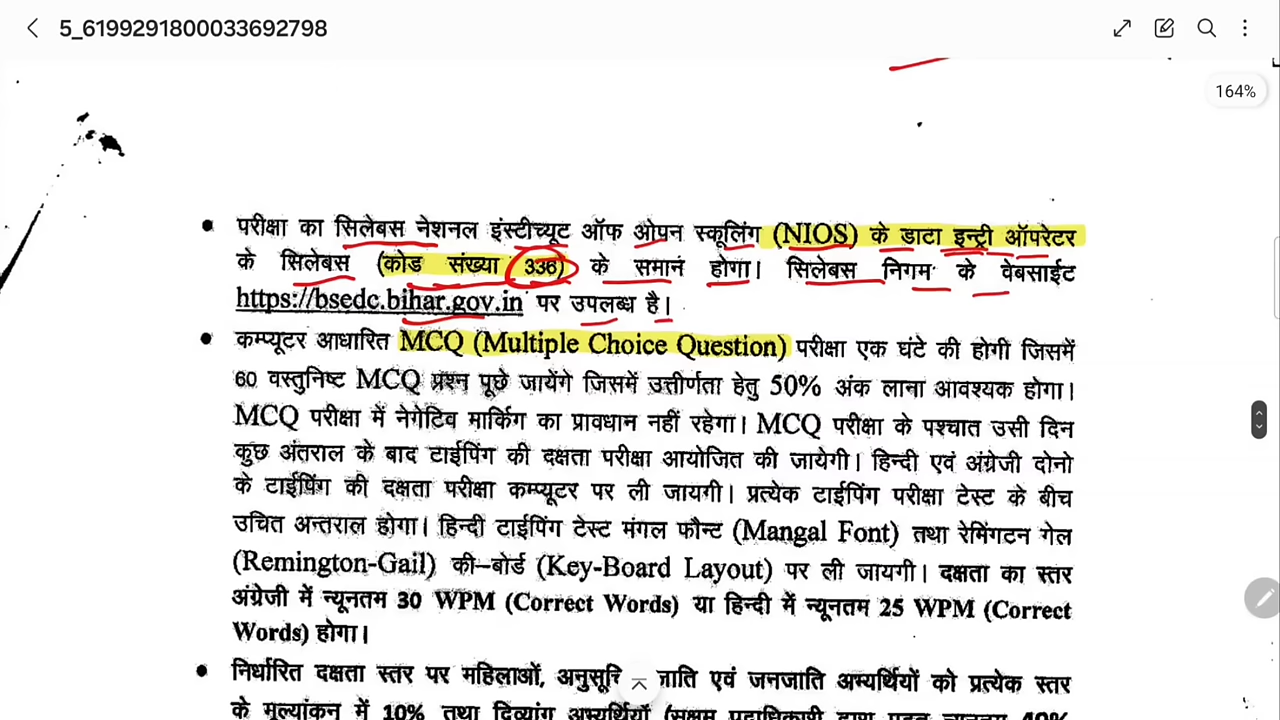 5_6199291800033692798
164%
• परीक्षा का सिलेबस नेशनल इंस्टीच्यूट ऑफ ओपन स्कूलिंग (NIOS) के डाटा इन्ट्री ऑपरेटर
के सिलेबस (कोड संख्या 336) के समान होगा। सिलेबस निगम के वेबसाईट
https://bsedc.bihar.gov.in पर उपलब्ध है।
• कम्प्यूटर आधारित MCQ (Multiple Choice Question) परीक्षा एक घंटे की होगी जिसमें
60 वस्तुनिष्ट MCQ प्रश्न पूछे जायेंगे जिसमें उत्तीर्णता हेतु 50% अंक लाना आवश्यक होगा।
MCQ परीक्षा में नेगेटिव मार्किंग का प्रावधान नहीं रहेगा। MCQ परीक्षा के पश्चात उसी दिन
कुछ अंतराल के बाद टाईपिंग की दक्षता परीक्षा आयोजित की जायेगी। हिन्दी एवं अंग्रेजी दोनो
के टाईपिंग की दक्षता परीक्षा कम्प्यूटर पर ली जायगी। प्रत्येक टाईपिंग परीक्षा टेस्ट के बीच
उचित अन्तराल होगा। हिन्दी टाईपिंग टेस्ट मंगल फौन्ट (Mangal Font) तथा रेमिंगटन गेल
(Remington-Gail) की–बोर्ड (Key-Board Layout) पर ली जायगी। दक्षता का स्तर
अंग्रेजी में न्यूनतम 30 WPM (Correct Words) या हिन्दी में न्यूनतम 25 WPM (Correct
Words) होगा।
• निर्धारित दक्षता स्तर पर महिलाओं, जाति एवं जनजाति अभ्यर्थियों को प्रत्येक स्तर
के मूल्यांकन में 10% तथा दिव्यांग अभ्यर्थियों (सक्षम